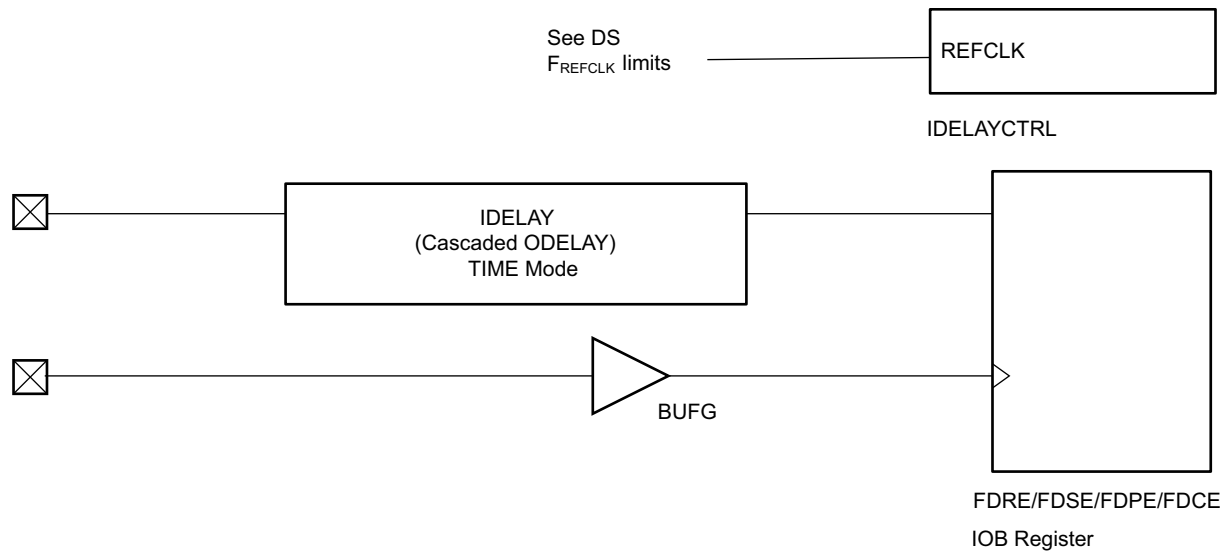 See DS
FREFCLK limits
REFCLK
IDELAYCTRL
IDELAY
(Cascaded ODELAY)
TIME Mode
BUFG
FDRE/FDSE/FDPE/FDCE
IOB Register